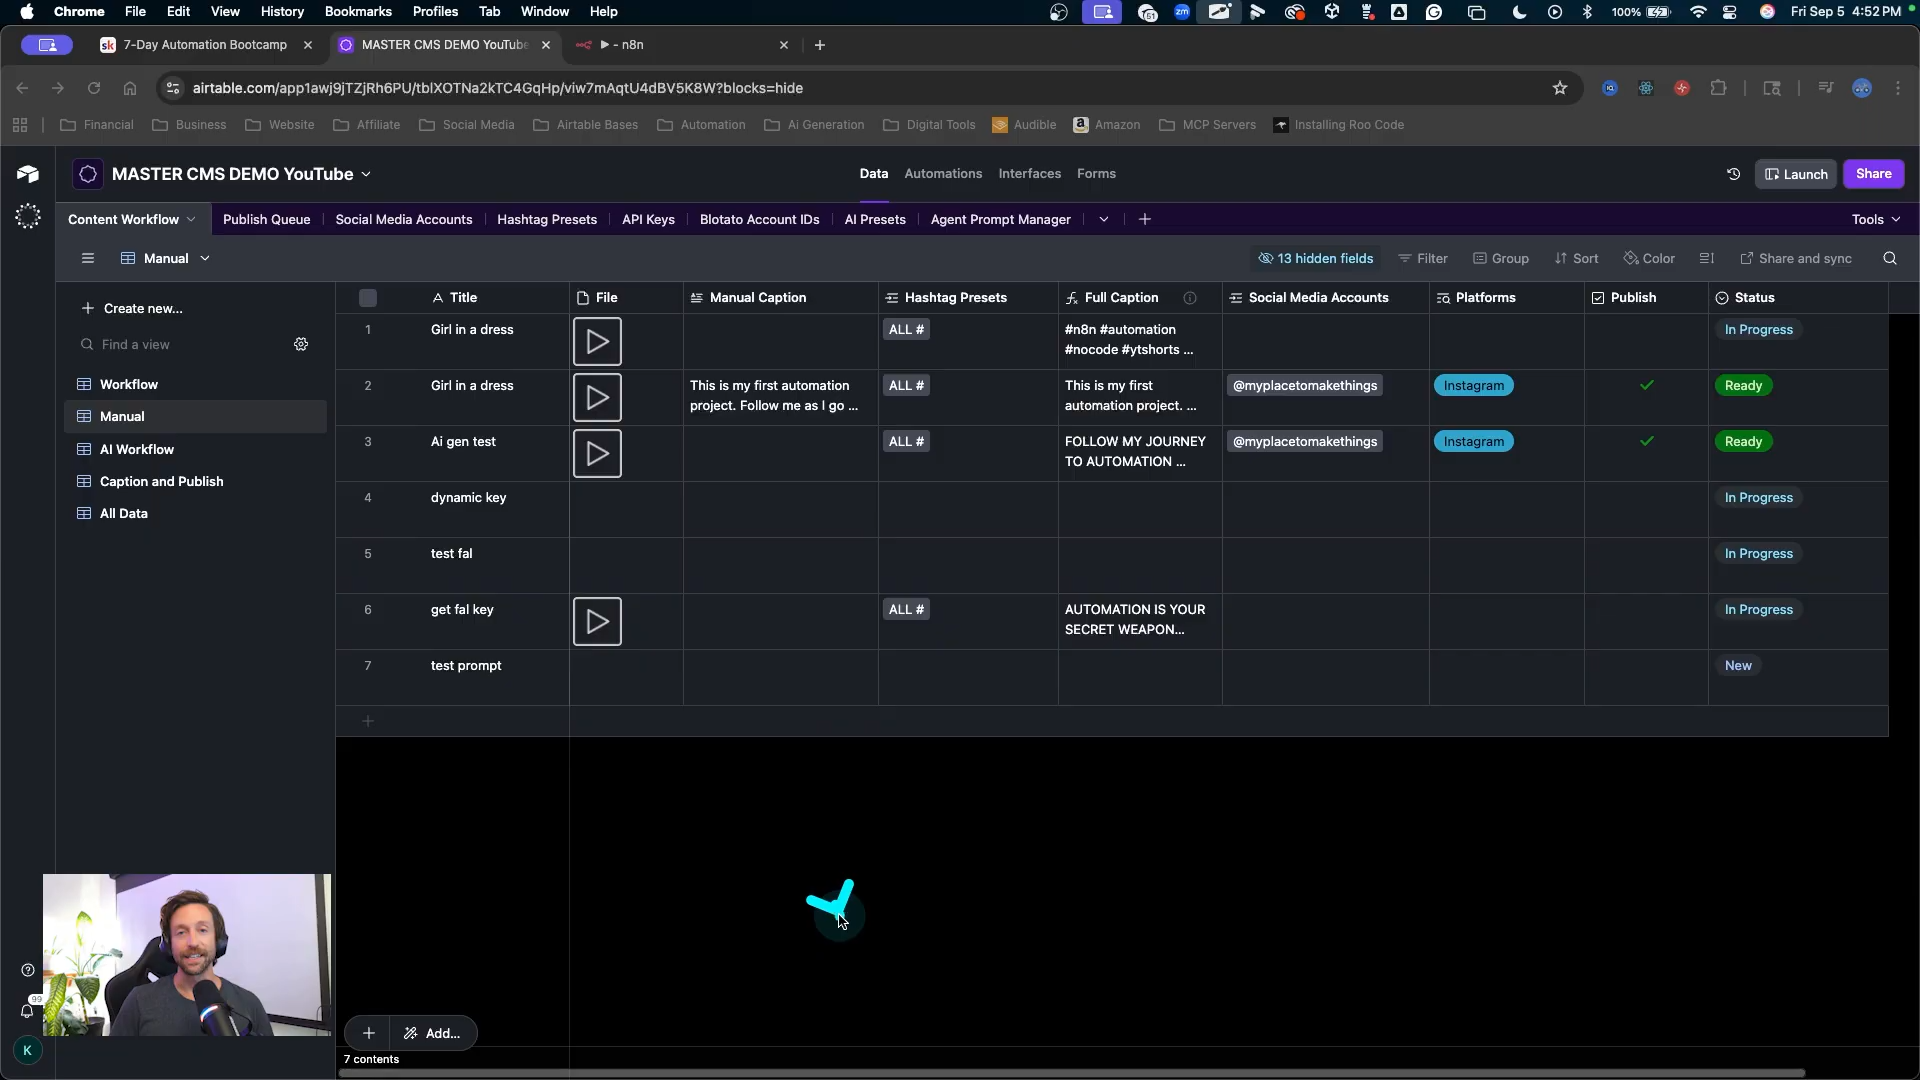 Chrome File Edit View History Bookmarks Profiles Tab Window Help 51 zm 100% Fri Sep 5 4:52 PM
sk 7-Day Automation Bootcamp MASTER CMS DEMO YouTube - n8n
airtable.com/app1awj9jTZjRh6PU/tblXOTNa2kTC4GqHp/viw7mAqtU4dBV5K8W?blocks=hide
Financial Business Website Affiliate Social Media Airtable Bases Automation Ai Generation Digital Tools Audible Amazon MCP Servers Installing Roo Code
MASTER CMS DEMO YouTube Data Automations Interfaces Forms Launch Share
Content Workflow Publish Queue Social Media Accounts Hashtag Presets API Keys Blotato Account IDs AI Presets Agent Prompt Manager Tools
Manual 13 hidden fields Filter Group Sort Color Share and sync
Create new...
Find a view
Workflow
Manual
AI Workflow
Caption and Publish
All Data
Title File Manual Caption Hashtag Presets Full Caption Social Media Accounts Platforms Publish Status
1 Girl in a dress ALL # #n8n #automation In Progress
#nocode #ytshorts ...
2 Girl in a dress This is my first automation ALL # This is my first @myplacetomakethings Instagram Ready
project. Follow me as I go ... automation project. ...
3 Ai gen test ALL # FOLLOW MY JOURNEY @myplacetomakethings Instagram Ready
TO AUTOMATION ...
4 dynamic key In Progress
5 test fal In Progress
6 get fal key ALL # AUTOMATION IS YOUR In Progress
SECRET WEAPON...
7 test prompt New
99
K
Add...
7 contents